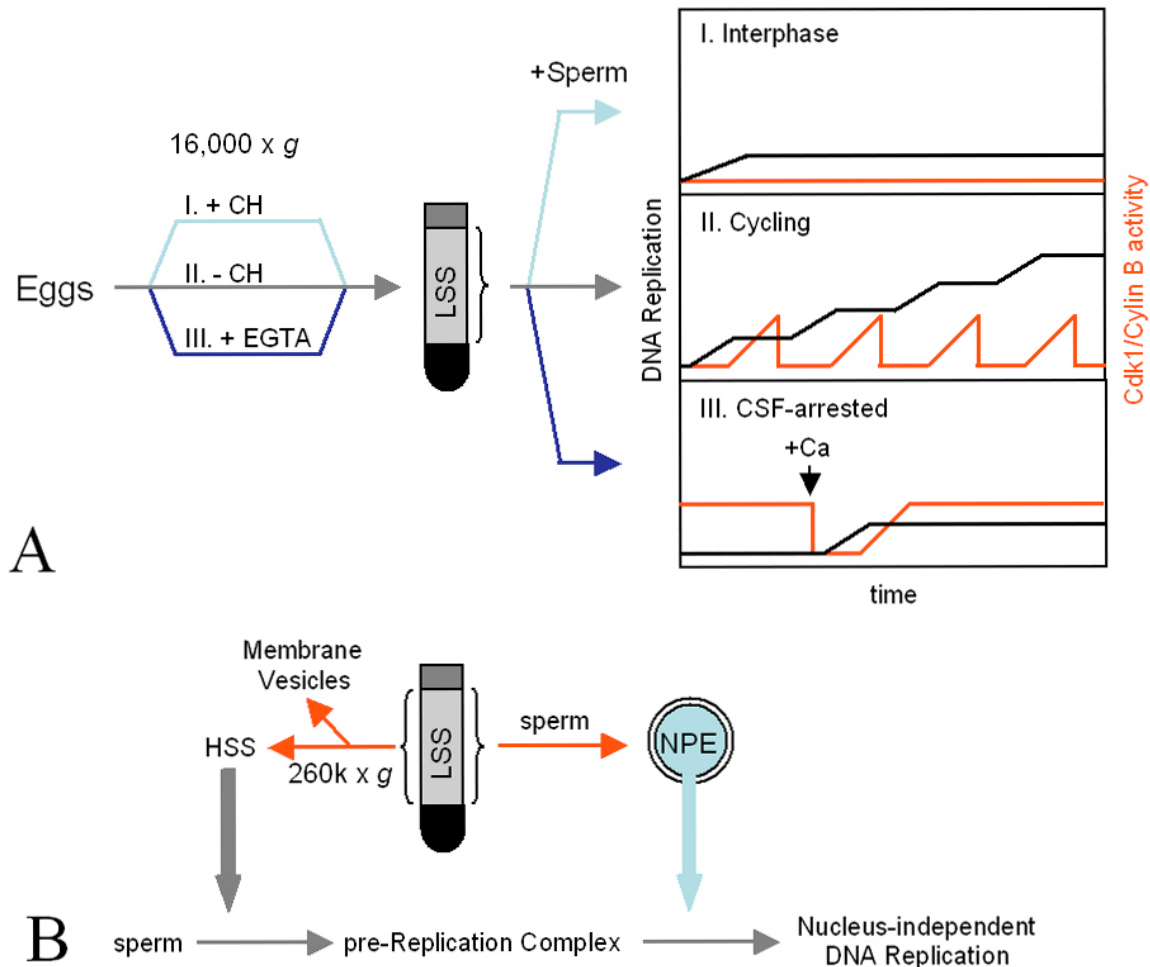 +Sperm
16,000 x g
I. + CH
II. - CH
III. + EGTA
Eggs
LSS
I. Interphase
II. Cycling
III. CSF-arrested
+Ca
DNA Replication
Cdk1/Cylin B activity
time
A
Membrane
Vesicles
HSS
260k x g
LSS
sperm
NPE
B
sperm
pre-Replication Complex
Nucleus-independent
DNA Replication